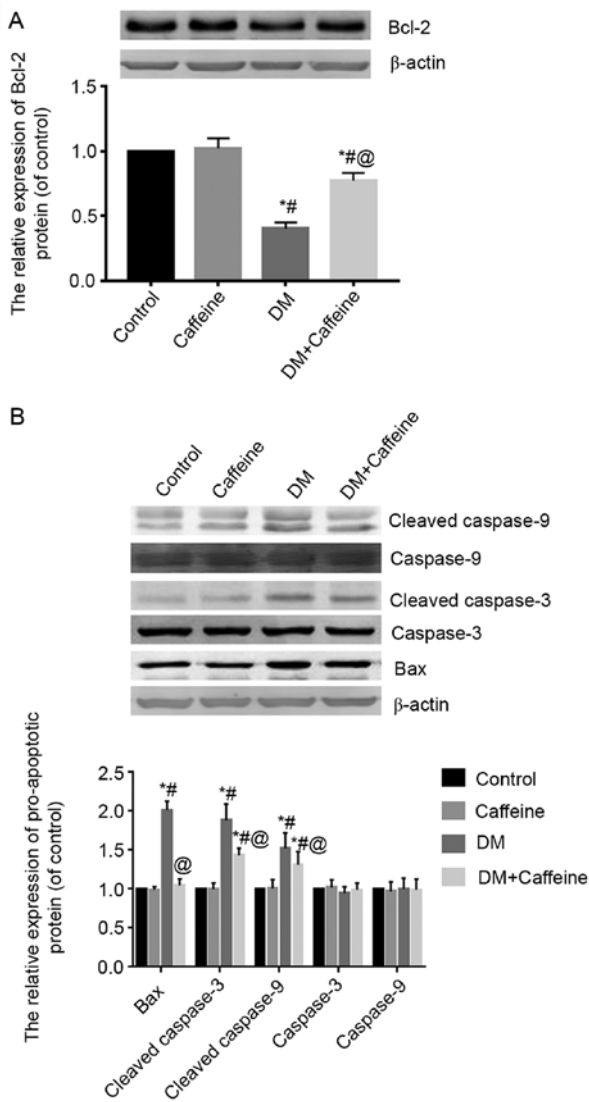 A
Bcl-2
β-actin
The relative expression of Bcl-2
protein (of control)
1.5
1.0
0.5
0.0
*#
*#@
Control
Caffeine
DM
DM+Caffeine
B
Control
Caffeine
DM
DM+Caffeine
Cleaved caspase-9
Caspase-9
Cleaved caspase-3
Caspase-3
Bax
β-actin
The relative expression of pro-apoptotic
protein (of control)
2.5
2.0
1.5
1.0
0.5
0.0
*#
@
*#
*#@
*#
*#@
Bax
Cleaved caspase-3
Cleaved caspase-9
Caspase-3
Caspase-9
Control
Caffeine
DM
DM+Caffeine